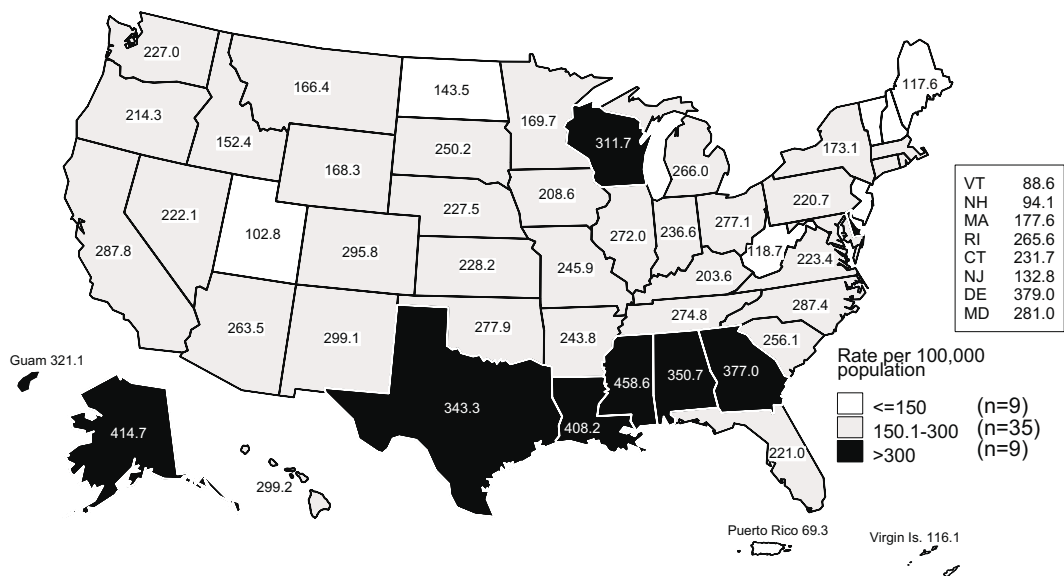 227.0
166.4
143.5
117.6
214.3
169.7
152.4
311.7
173.1
250.2
168.3
266.0
208.6
220.7
222.1
227.5
277.1
102.8
272.0
236.6
118.7
287.8
295.8
228.2
245.9
223.4
203.6
287.4
263.5
299.1
277.9
274.8
243.8
256.1
458.6
350.7
377.0
343.3
408.2
221.0
VT 88.6
NH 94.1
MA 177.6
RI 265.6
CT 231.7
NJ 132.8
DE 379.0
MD 281.0
Guam 321.1
414.7
299.2
Rate per 100,000
population
<=150 (n=9)
150.1-300 (n=35)
>300 (n=9)
Puerto Rico 69.3
Virgin Is. 116.1